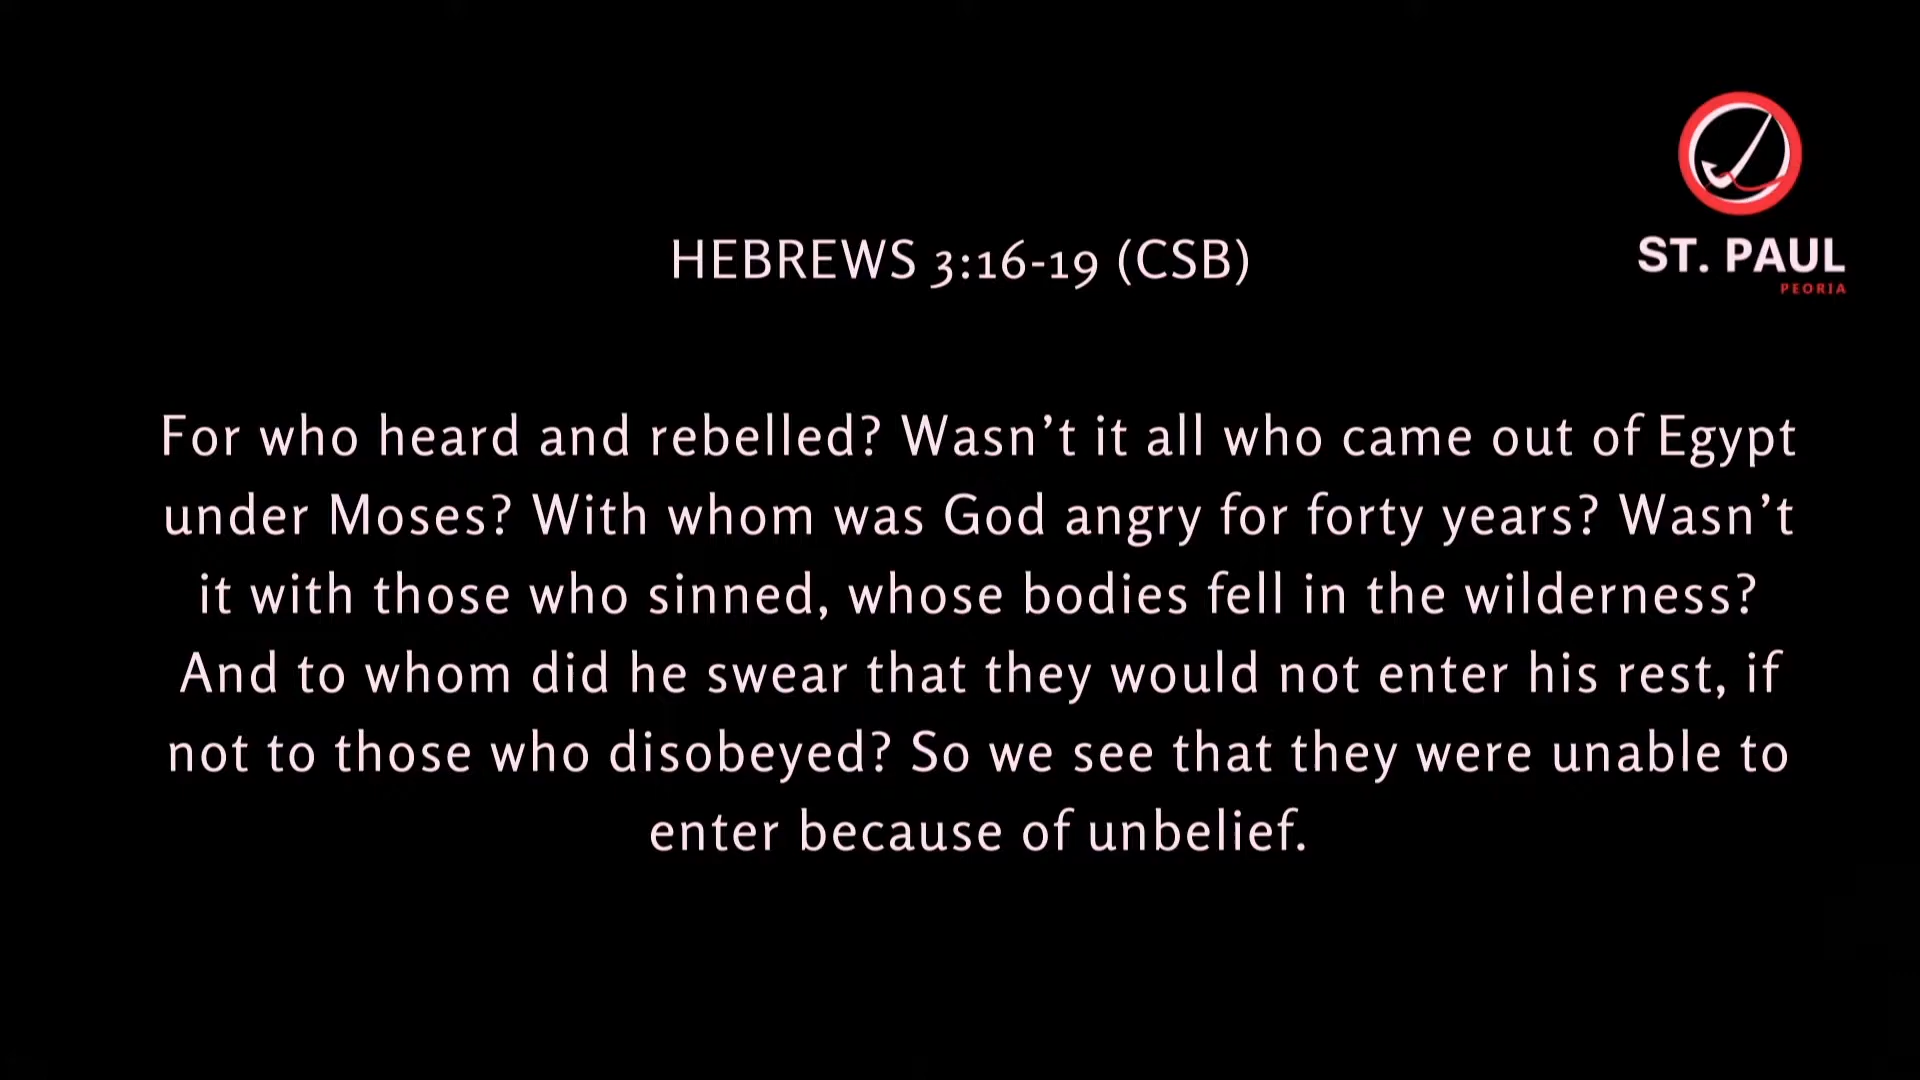 HEBREWS 3:16-19 (CSB)
ST. PAUL
PEORIA
For who heard and rebelled? Wasn’t it all who came out of Egypt
under Moses? With whom was God angry for forty years? Wasn’t
it with those who sinned, whose bodies fell in the wilderness?
And to whom did he swear that they would not enter his rest, if
not to those who disobeyed? So we see that they were unable to
enter because of unbelief.